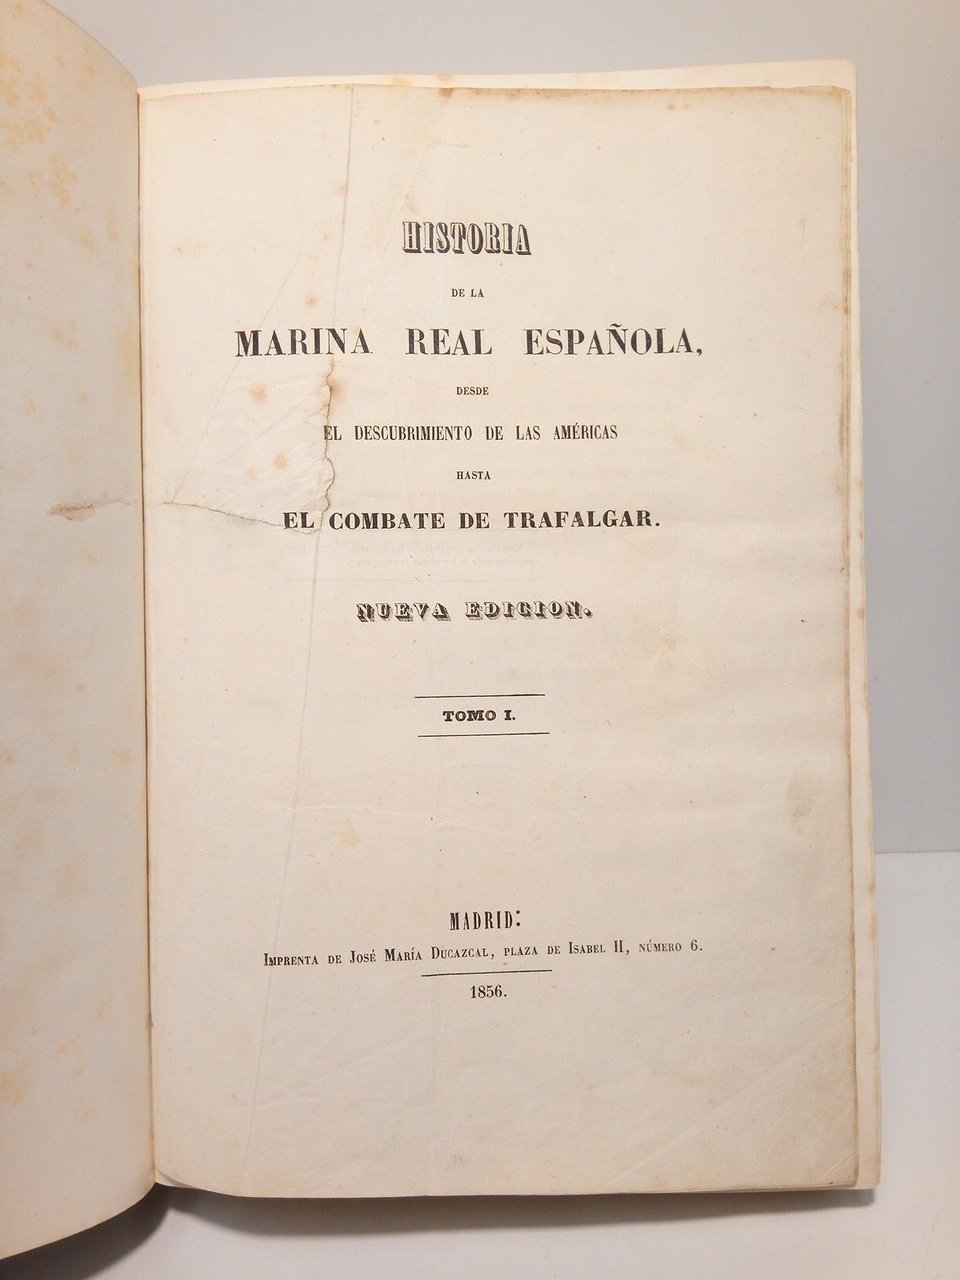 HISTORIA
DE LA
MARINA REAL ESPAÑOLA,
DESDE
EL DESCUBRIMIENTO DE LAS AMÉRICAS
HASTA
EL COMBATE DE TRAFALGAR.
NUEVA EDICION.
TOMO I.
MADRID:
IMPRENTA DE JOSÉ MARÍA DUCAZCAL, PLAZA DE ISABEL II, NÚMERO 6.
1856.